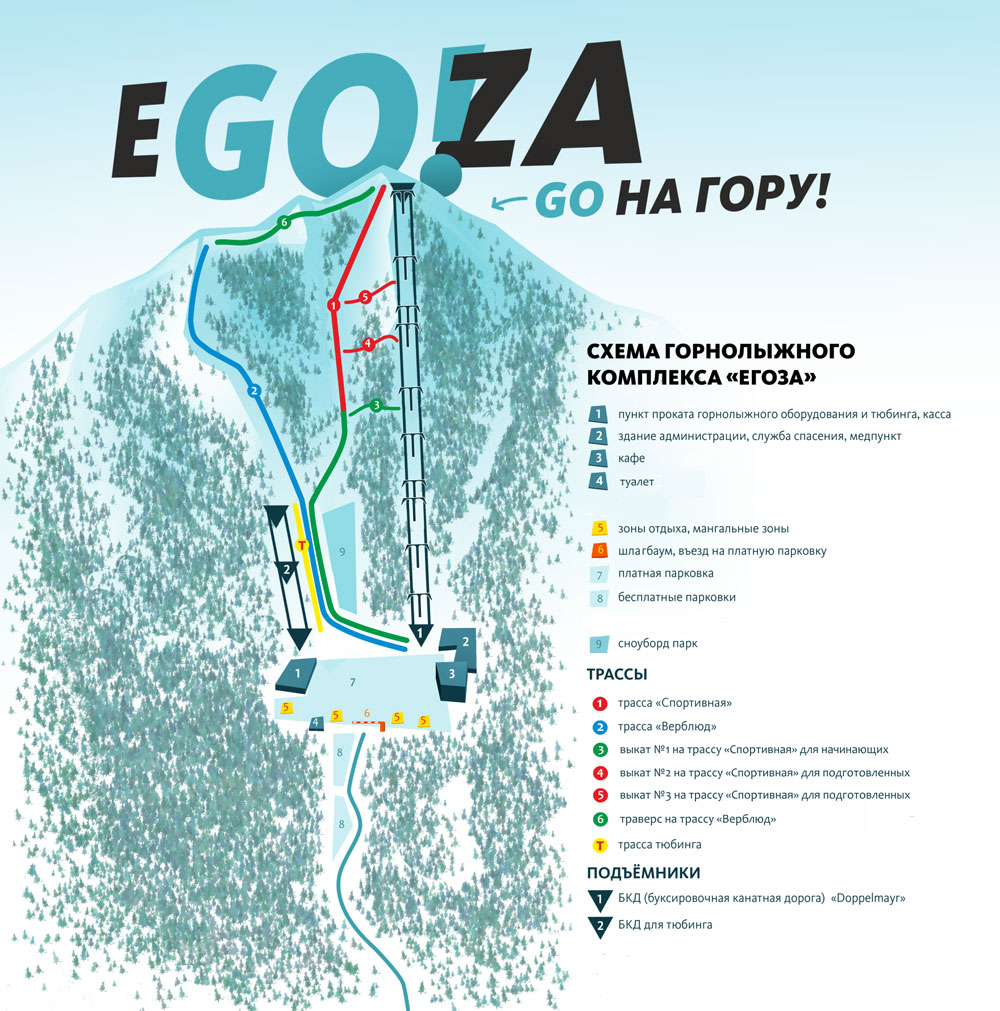 EGO!ZA
GO НА ГОРУ!
6
1
5
4
2
3
9
Т
2
1
2
1
3
7
5
4
5
6
5
5
8
8
СХЕМА ГОРНОЛЫЖНОГО
КОМПЛЕКСА «ЕГОЗА»
1 пункт проката горнолыжного оборудования и тюбинга, касса
2 здание администрации, служба спасения, медпункт
3 кафе
4 туалет
5 зоны отдыха, мангальные зоны
6 шлагбаум, въезд на платную парковку
7 платная парковка
8 бесплатные парковки
9 сноуборд парк
ТРАССЫ
1 трасса «Спортивная»
2 трасса «Верблюд»
3 выкат №1 на трассу «Спортивная» для начинающих
4 выкат №2 на трассу «Спортивная» для подготовленных
5 выкат №3 на трассу «Спортивная» для подготовленных
6 траверс на трассу «Верблюд»
Т трасса тюбинга
ПОДЪЁМНИКИ
1 БКД (буксировочная канатная дорога) «Doppelmayr»
2 БКД для тюбинга